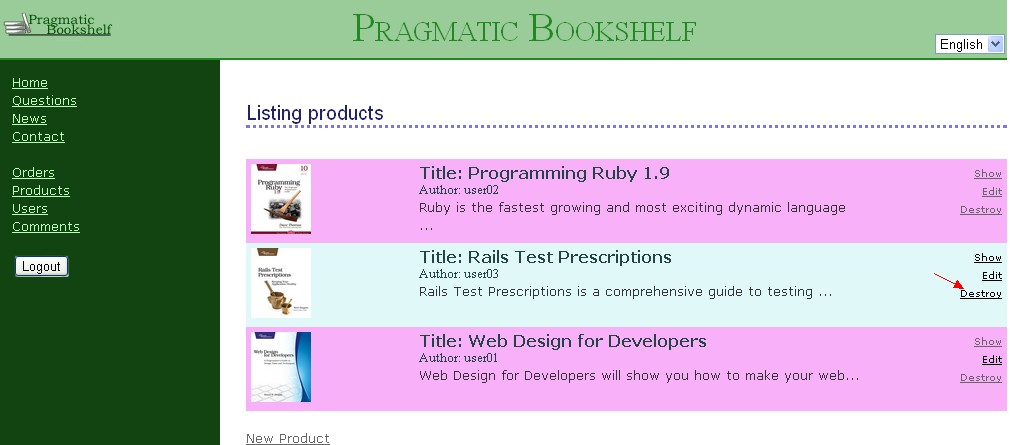 Pragmatic
Bookshelf
PRAGMATIC BOOKSHELF
English
Home
Questions
News
Contact
Orders
Products
Users
Comments
Logout
Listing products
Programming
Ruby
1.9
Title: Programming Ruby 1.9
Author: user02
Ruby is the fastest growing and most exciting dynamic language
...
Show
Edit
Destroy
Rails Test
Prescriptions
Title: Rails Test Prescriptions
Author: user03
Rails Test Prescriptions is a comprehensive guide to testing ...
Show
Edit
Destroy
Web Design
for Developers
Title: Web Design for Developers
Author: user01
Web Design for Developers will show you how to make your web...
Show
Edit
Destroy
New Product